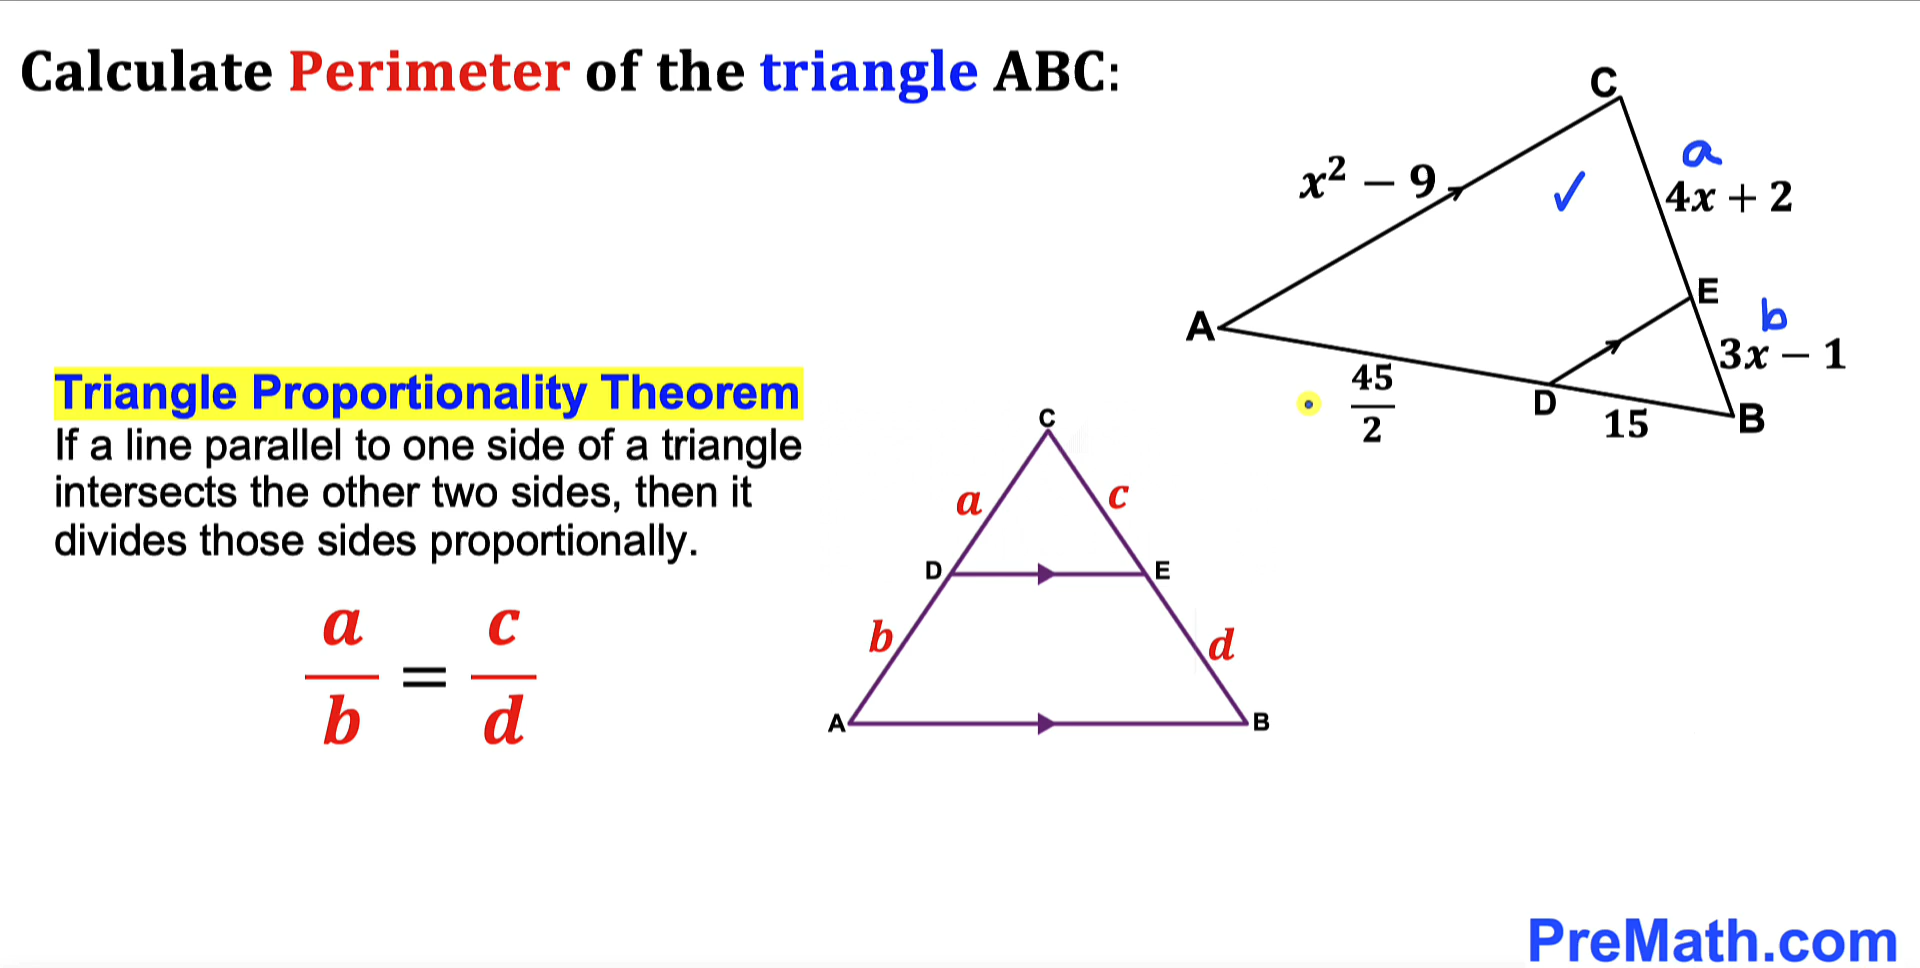 Calculate Perimeter of the triangle ABC:
C
a
x² − 9
4x + 2
E
A
b
3x − 1
45
2
D
15
B
Triangle Proportionality Theorem
If a line parallel to one side of a triangle
intersects the other two sides, then it
divides those sides proportionally.
a/b = c/d
C
a
c
D
E
b
d
A
B
PreMath.com